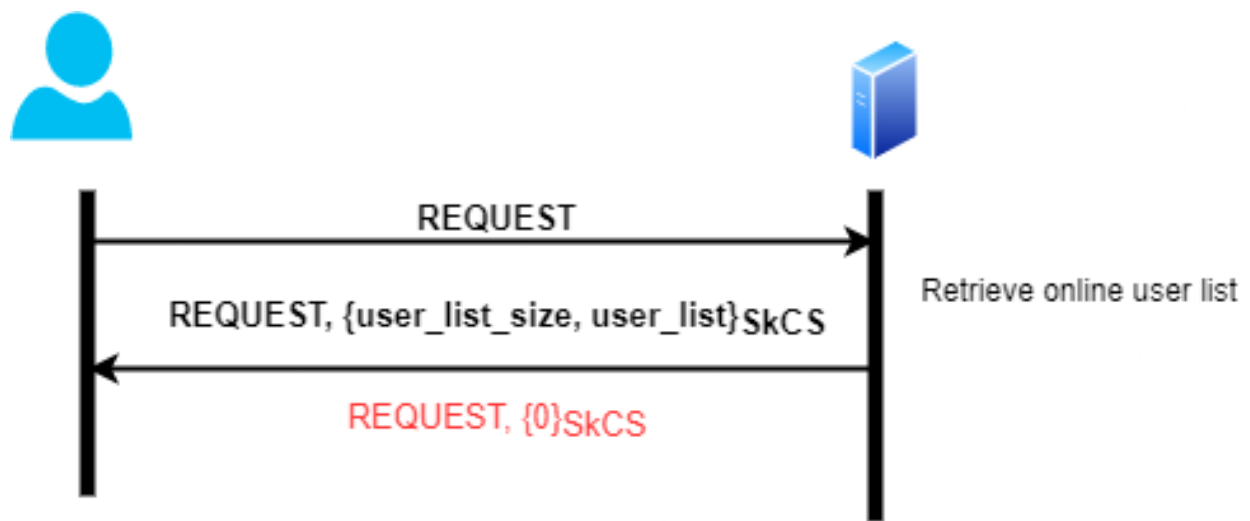 REQUEST
Retrieve online user list
REQUEST, {user_list_size, user_list}SkCS
REQUEST, {0}SkCS